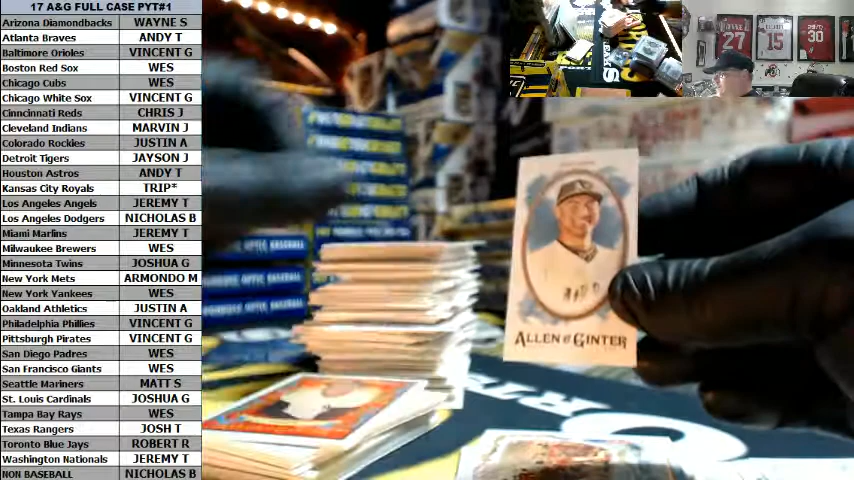 17 A&G FULL CASE PYT#1
Arizona Diamondbacks WAYNE S
Atlanta Braves ANDY T
Baltimore Orioles VINCENT G
Boston Red Sox WES
Chicago Cubs WES
Chicago White Sox VINCENT G
Cinncinati Reds CHRIS J
Cleveland Indians MARVIN J
Colorado Rockies JUSTIN A
Detroit Tigers JAYSON J
Houston Astros ANDY T
Kansas City Royals TRIP*
Los Angeles Angels JEREMY T
Los Angeles Dodgers NICHOLAS B
Miami Marlins JEREMY T
Milwaukee Brewers WES
Minnesota Twins JOSHUA G
New York Mets ARMONDO M
New York Yankees WES
Oakland Athletics JUSTIN A
Philadelphia Phillies VINCENT G
Pittsburgh Pirates VINCENT G
San Diego Padres WES
San Francisco Giants WES
Seattle Mariners MATT S
St. Louis Cardinals JOSHUA G
Tampa Bay Rays WES
Texas Rangers JOSH T
Toronto Blue Jays ROBERT R
Washington Nationals JEREMY T
NON BASEBALL NICHOLAS B
27
15
30
ALLEN & GINTER